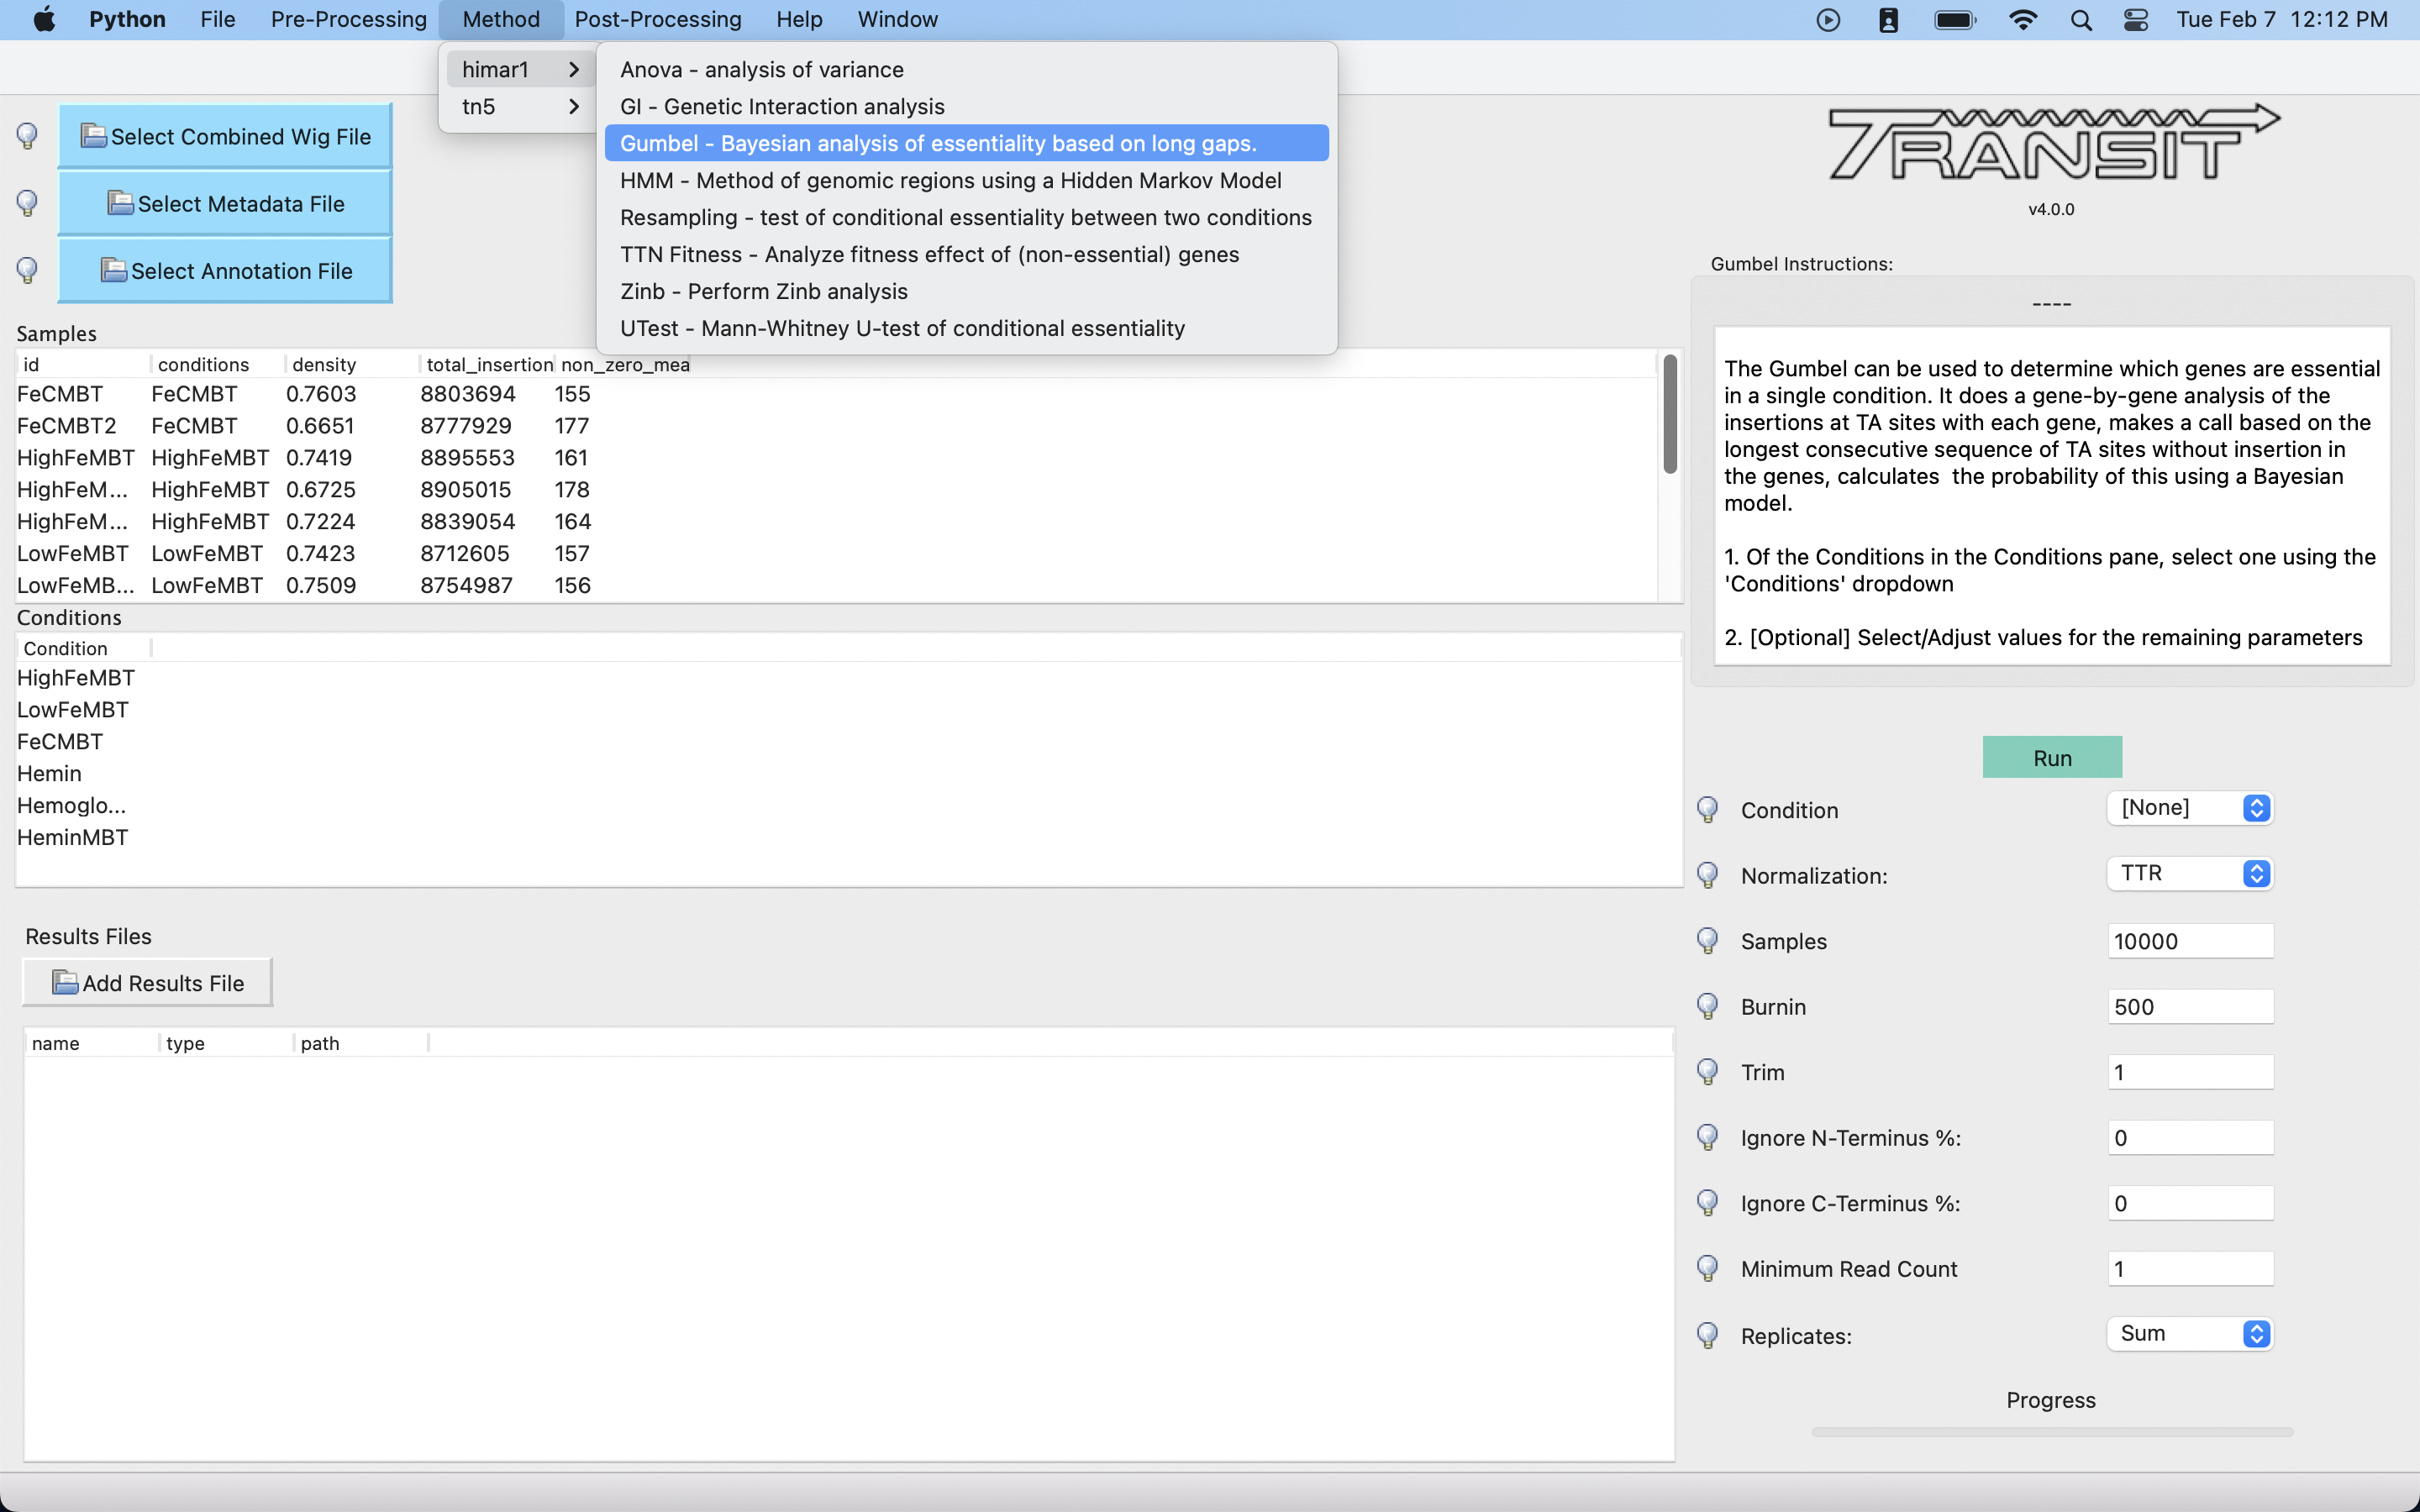 Python File Pre-Processing Method Post-Processing Help Window Tue Feb 7 12:12 PM
himar1
tn5
Anova - analysis of variance
GI - Genetic Interaction analysis
Gumbel - Bayesian analysis of essentiality based on long gaps.
HMM - Method of genomic regions using a Hidden Markov Model
Resampling - test of conditional essentiality between two conditions
TTN Fitness - Analyze fitness effect of (non-essential) genes
Zinb - Perform Zinb analysis
UTest - Mann-Whitney U-test of conditional essentiality
Select Combined Wig File
Select Metadata File
Select Annotation File
Samples
id conditions density total_insertion non_zero_mea
FeCMBT FeCMBT 0.7603 8803694 155
FeCMBT2 FeCMBT 0.6651 8777929 177
HighFeMBT HighFeMBT 0.7419 8895553 161
HighFeM... HighFeMBT 0.6725 8905015 178
HighFeM... HighFeMBT 0.7224 8839054 164
LowFeMBT LowFeMBT 0.7423 8712605 157
LowFeMB... LowFeMBT 0.7509 8754987 156
Conditions
Condition
HighFeMBT
LowFeMBT
FeCMBT
Hemin
Hemoglo...
HeminMBT
Results Files
Add Results File
name type path
TRANSIT
v4.0.0
Gumbel Instructions:
----
The Gumbel can be used to determine which genes are essential
in a single condition. It does a gene-by-gene analysis of the
insertions at TA sites with each gene, makes a call based on the
longest consecutive sequence of TA sites without insertion in
the genes, calculates  the probability of this using a Bayesian
model.
1. Of the Conditions in the Conditions pane, select one using the
'Conditions' dropdown
2. [Optional] Select/Adjust values for the remaining parameters
Run
Condition [None]
Normalization: TTR
Samples 10000
Burnin 500
Trim 1
Ignore N-Terminus %: 0
Ignore C-Terminus %: 0
Minimum Read Count 1
Replicates: Sum
Progress